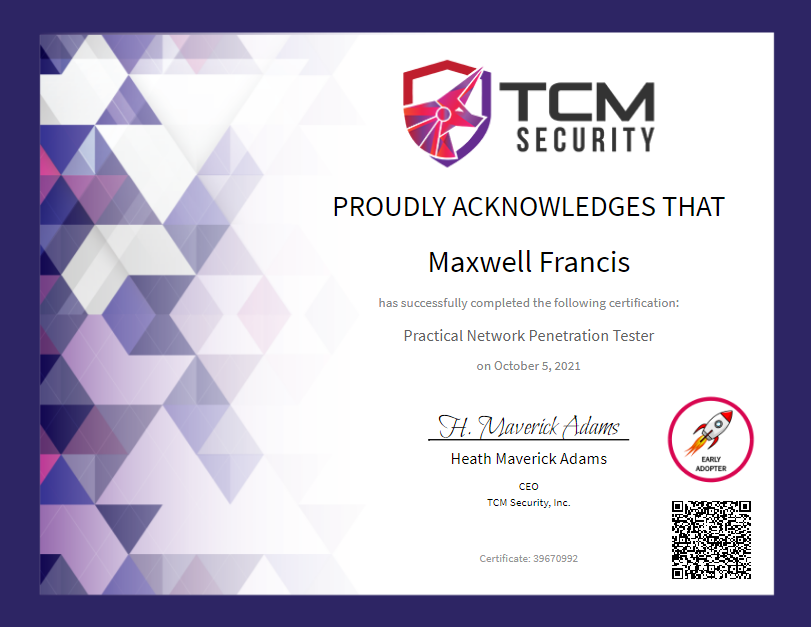 TCM
SECURITY
PROUDLY ACKNOWLEDGES THAT
Maxwell Francis
has successfully completed the following certification:
Practical Network Penetration Tester
on October 5, 2021
H. Maverick Adams
Heath Maverick Adams
CEO
TCM Security, Inc.
EARLY
ADOPTER
Certificate: 39670992